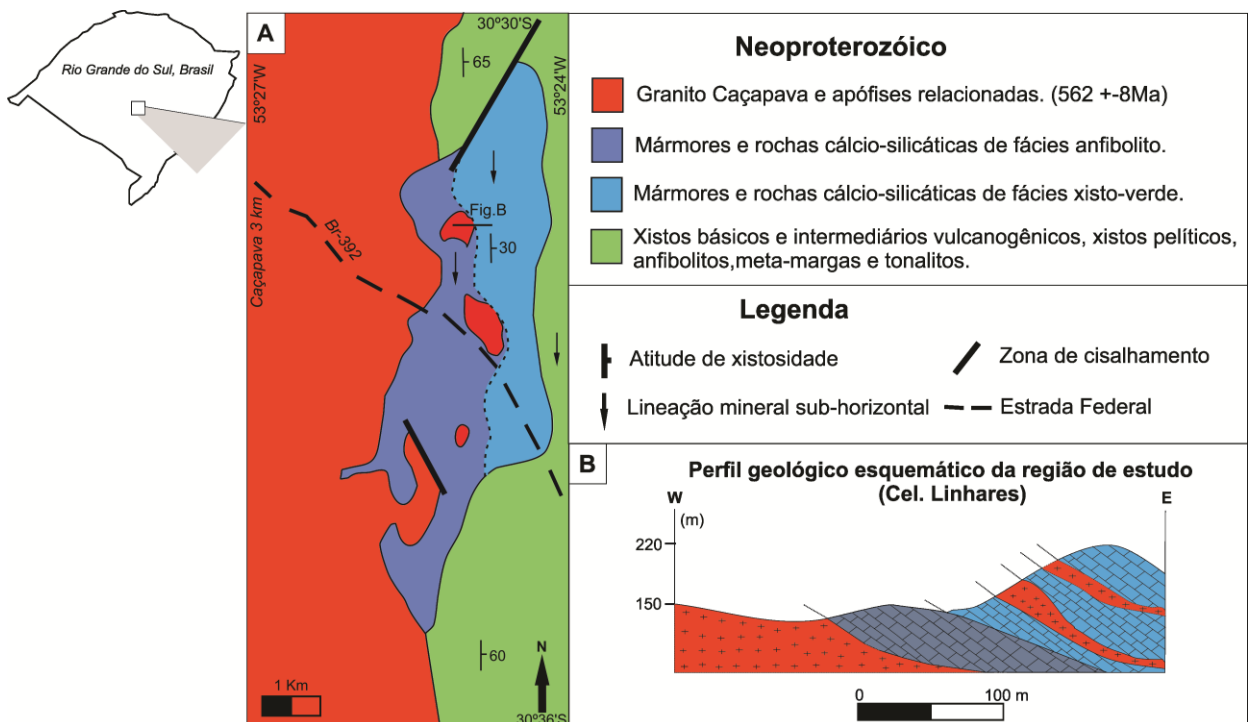 Rio Grande do Sul, Brasil
A
30º30'S
53º27'W
53º24'W
65
Fig.B
30
Br-392
Caçapava 3 km
60
N
1 Km
30º36'S
Neoproterozóico
Granito Caçapava e apófises relacionadas. (562 +-8Ma)
Mármores e rochas cálcio-silicáticas de fácies anfibolito.
Mármores e rochas cálcio-silicáticas de fácies xisto-verde.
Xistos básicos e intermediários vulcanogênicos, xistos pelíticos,
anfibolitos,meta-margas e tonalitos.
Legenda
Atitude de xistosidade
Zona de cisalhamento
Lineação mineral sub-horizontal
Estrada Federal
B
Perfil geológico esquemático da região de estudo
(Cel. Linhares)
W
E
(m)
220
150
0
100 m